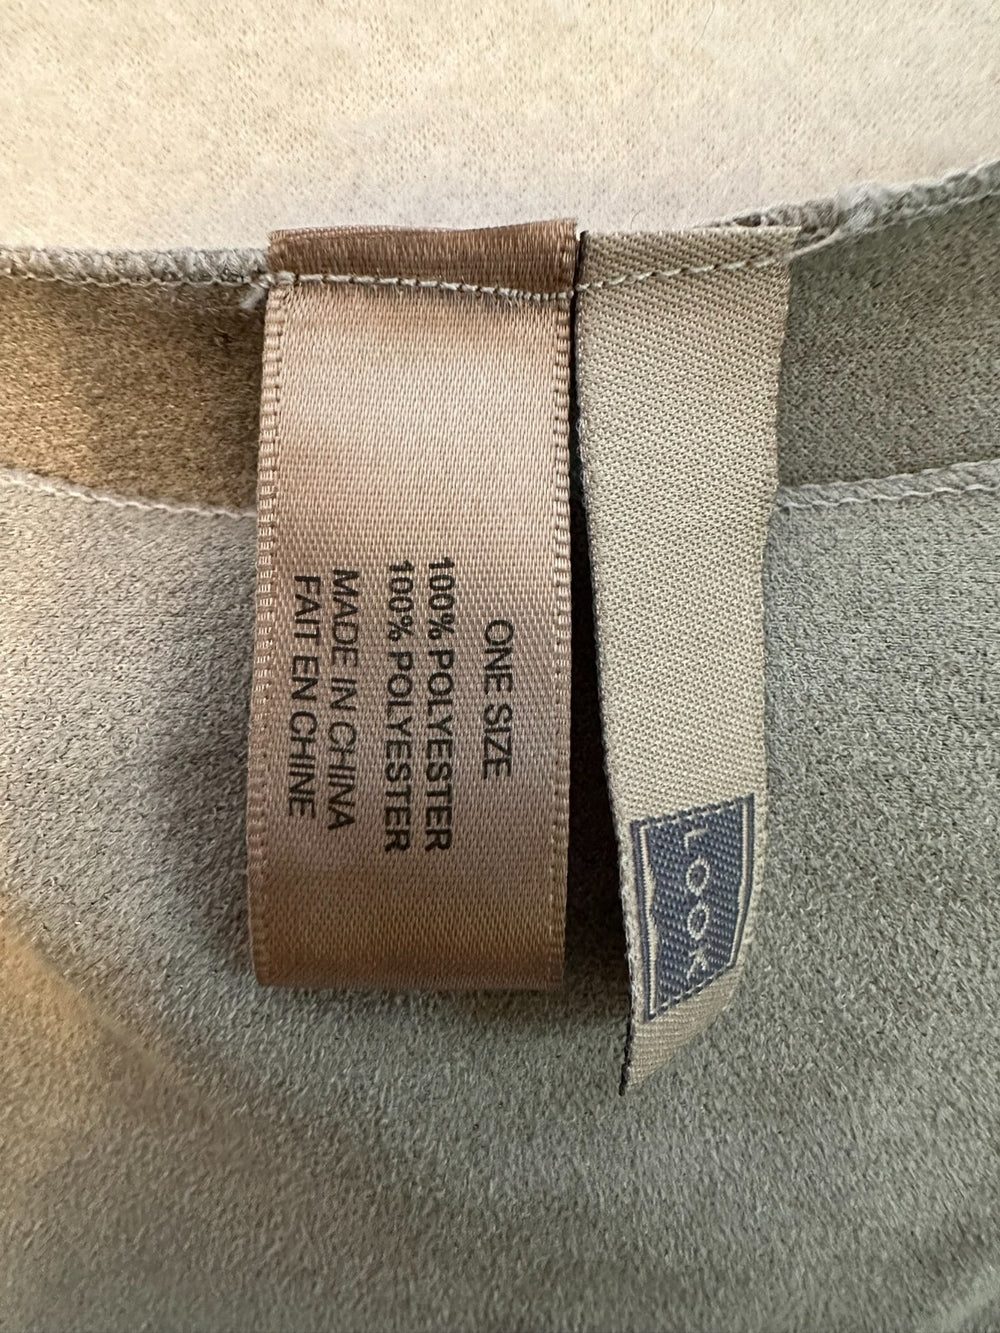 ONE SIZE
100% POLYESTER
100% POLYESTER
MADE IN CHINA
FAIT EN CHINE
LOOK